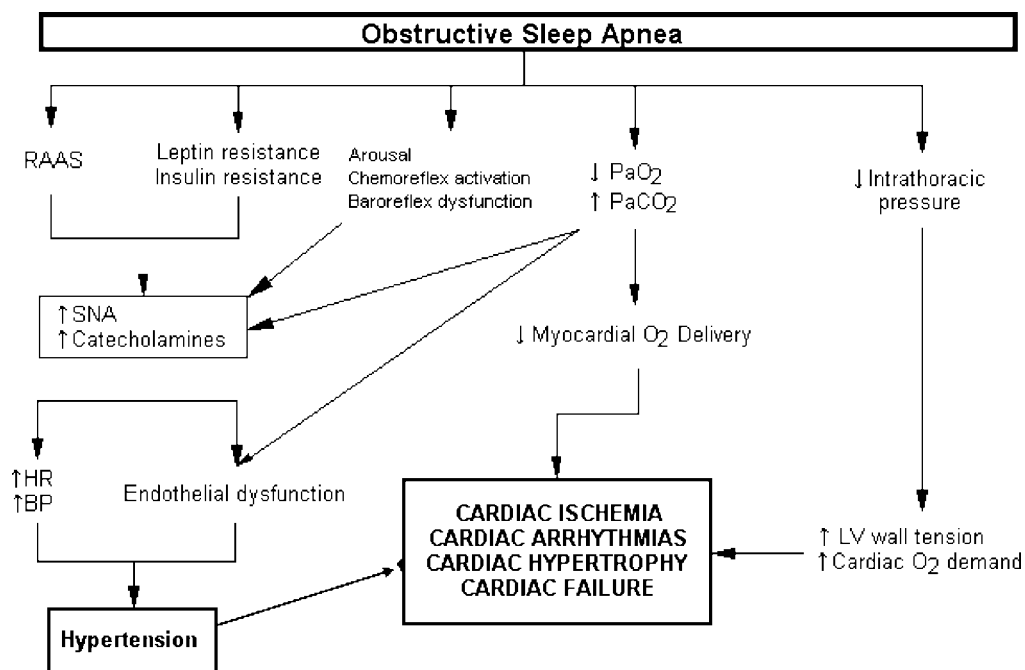 Obstructive Sleep Apnea
RAAS
Leptin resistance
Insulin resistance
Arousal
Chemoreflex activation
Baroreflex dysfunction
↓ PaO₂
↑ PaCO₂
↓ Intrathoracic
pressure
↑ SNA
↑ Catecholamines
↓ Myocardial O₂ Delivery
↑HR
↑BP
Endothelial dysfunction
CARDIAC ISCHEMIA
CARDIAC ARRHYTHMIAS
CARDIAC HYPERTROPHY
CARDIAC FAILURE
↑ LV wall tension
↑ Cardiac O₂ demand
Hypertension